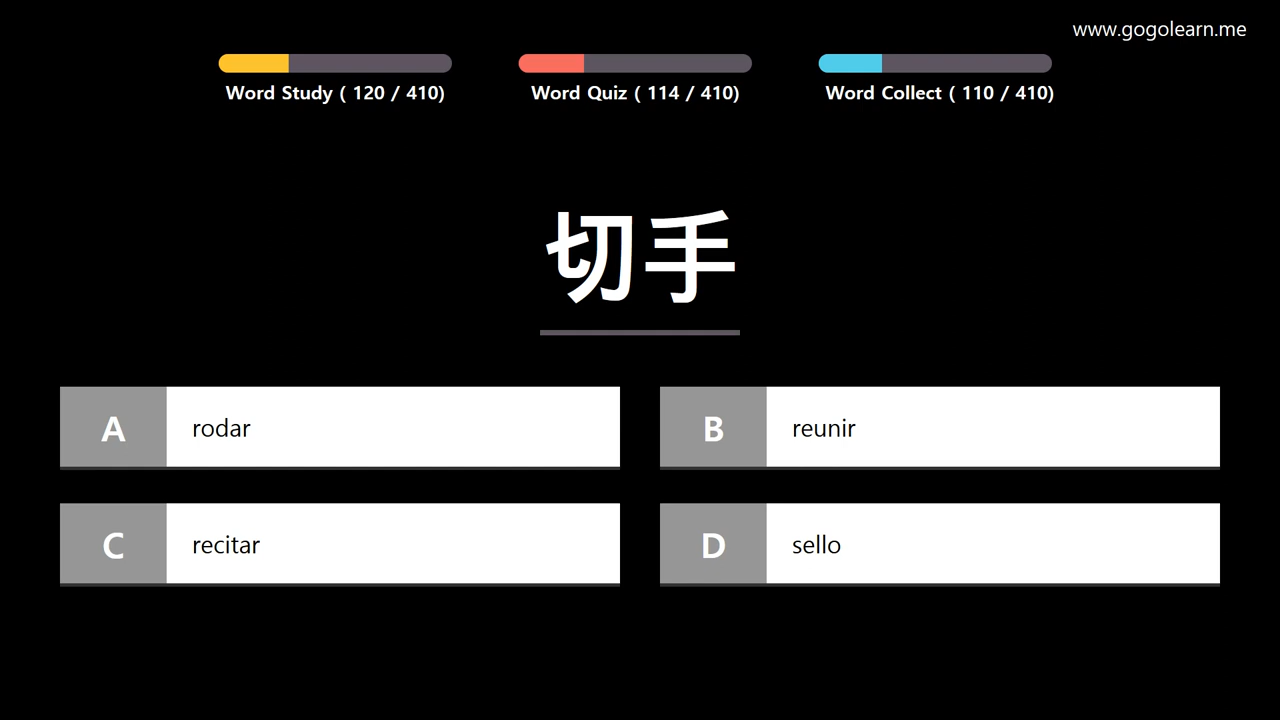 www.gogolearn.me
Word Study ( 120 / 410)
Word Quiz ( 114 / 410)
Word Collect ( 110 / 410)
切手
A rodar
B reunir
C recitar
D sello